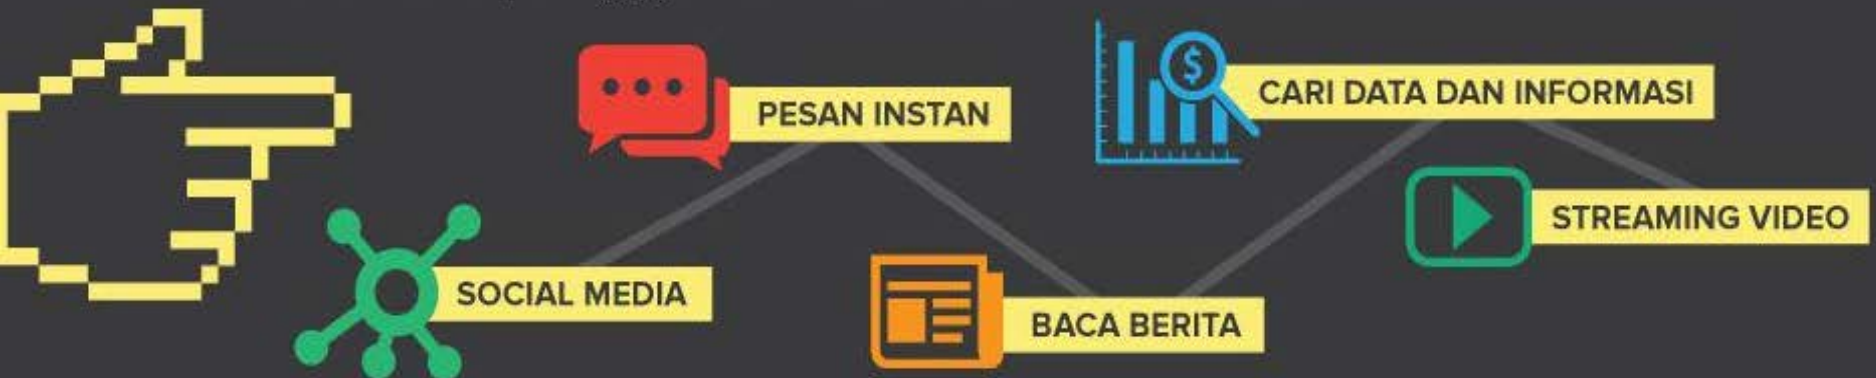 PESAN INSTAN
CARI DATA DAN INFORMASI
STREAMING VIDEO
SOCIAL MEDIA
BACA BERITA
$